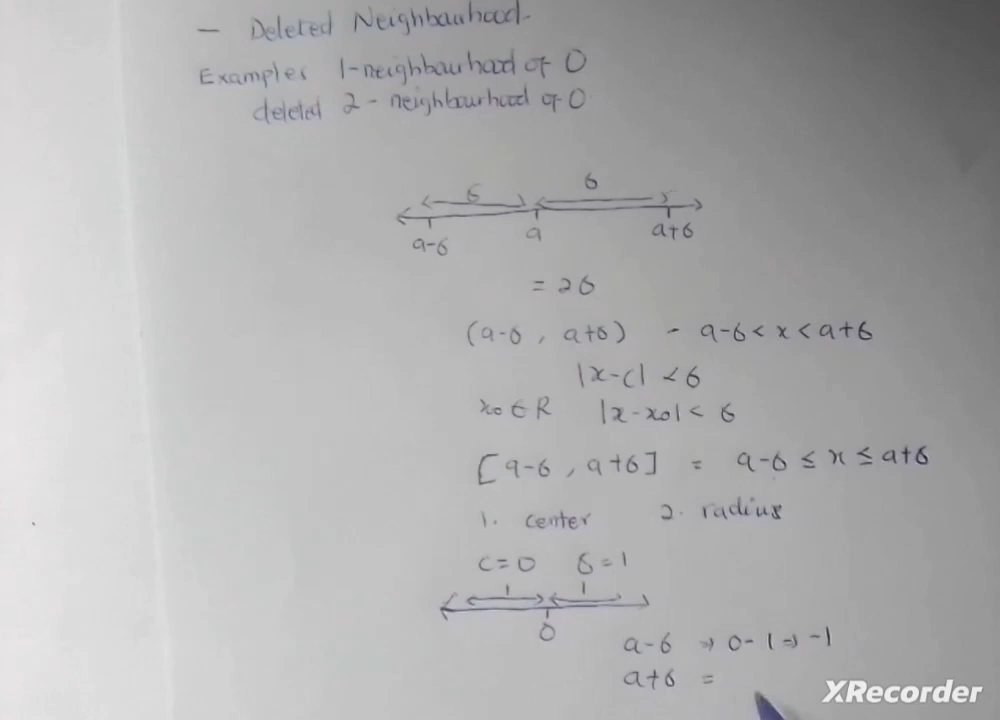 - Deleted Neighbourhood.
Examples 1-neighbourhood of 0
deleted 2-neighbourhood of 0
δ δ
a-δ a a+δ
= 2δ
(a-δ, a+δ) - a-δ < x < a+δ
|x-c| < δ
x₀ ∈ R |x-x₀| < δ
[a-δ, a+δ] = a-δ ≤ x ≤ a+δ
1. center 2. radius
c=0 δ=1
1 1
0
a-δ ⇒ 0-1 ⇒ -1
a+δ =
XRecorder